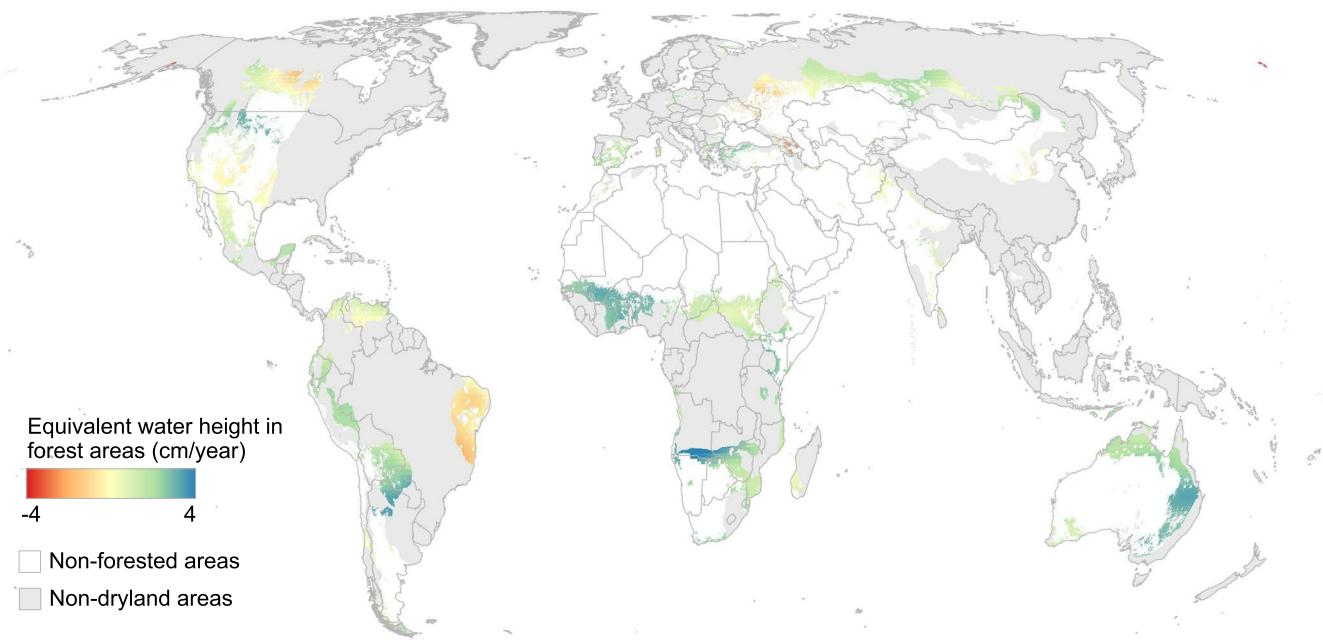 Equivalent water height in
forest areas (cm/year)
-4 4
Non-forested areas
Non-dryland areas